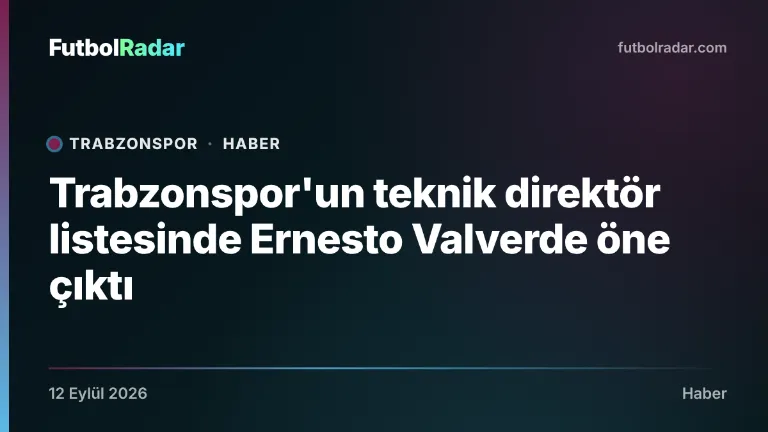 FutbolRadar
futbolradar.com
TRABZONSPOR · HABER
Trabzonspor'un teknik direktör
listesinde Ernesto Valverde öne
çıktı
12 Eylül 2026
Haber